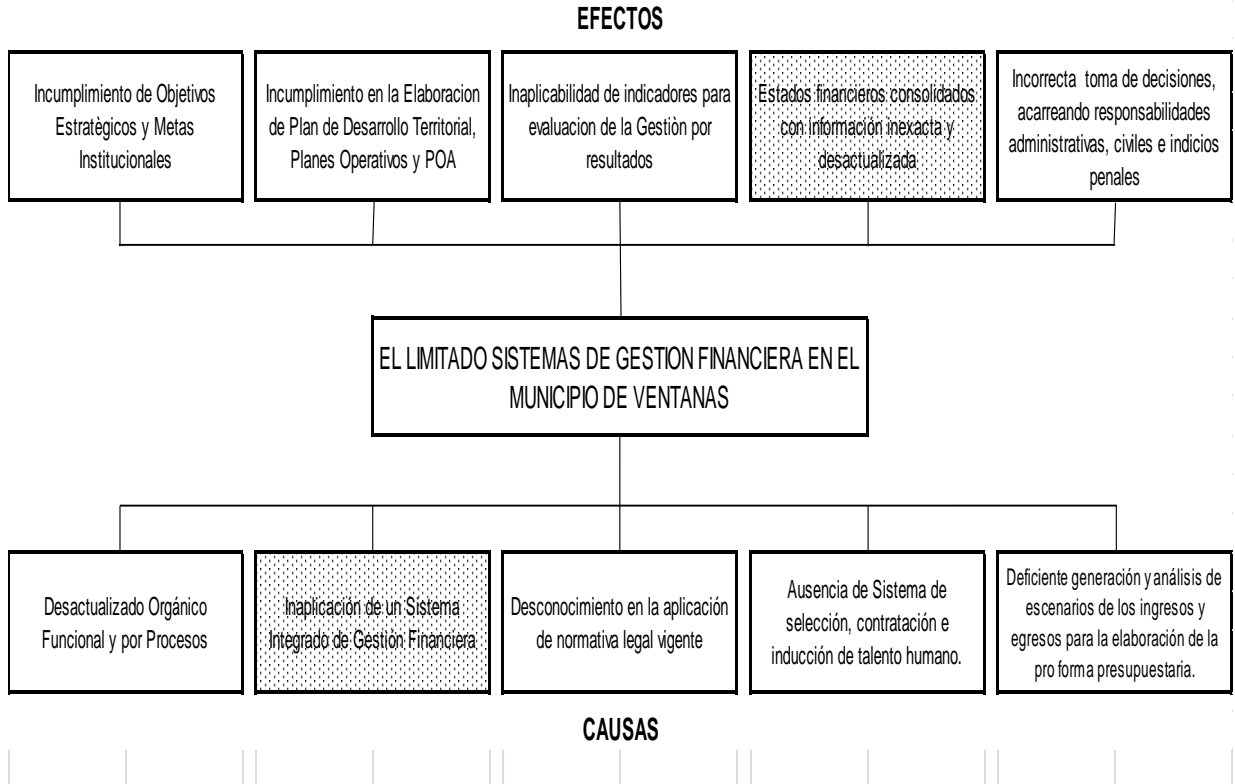 EFECTOS
Incumplimiento de Objetivos
Estratègicos y Metas
Institucionales
Incumplimiento en la Elaboracion
de Plan de Desarrollo Territorial,
Planes Operativos y POA
Inaplicabilidad de indicadores para
evaluacion de la Gestiòn por
resultados
Estados financieros consolidados
con información inexacta y
desactualizada
Incorrecta toma de decisiones,
acarreando responsabilidades
administrativas, civiles e indicios
penales
EL LIMITADO SISTEMAS DE GESTION FINANCIERA EN EL
MUNICIPIO DE VENTANAS
Desactualizado Orgánico
Funcional y por Procesos
Inaplicación de un Sistema
Integrado de Gestión Financiera
Desconocimiento en la aplicación
de normativa legal vigente
Ausencia de Sistema de
selección, contratación e
inducción de talento humano.
Deficiente generación y análisis de
escenarios de los ingresos y
egresos para la elaboración de la
pro forma presupuestaria.
CAUSAS